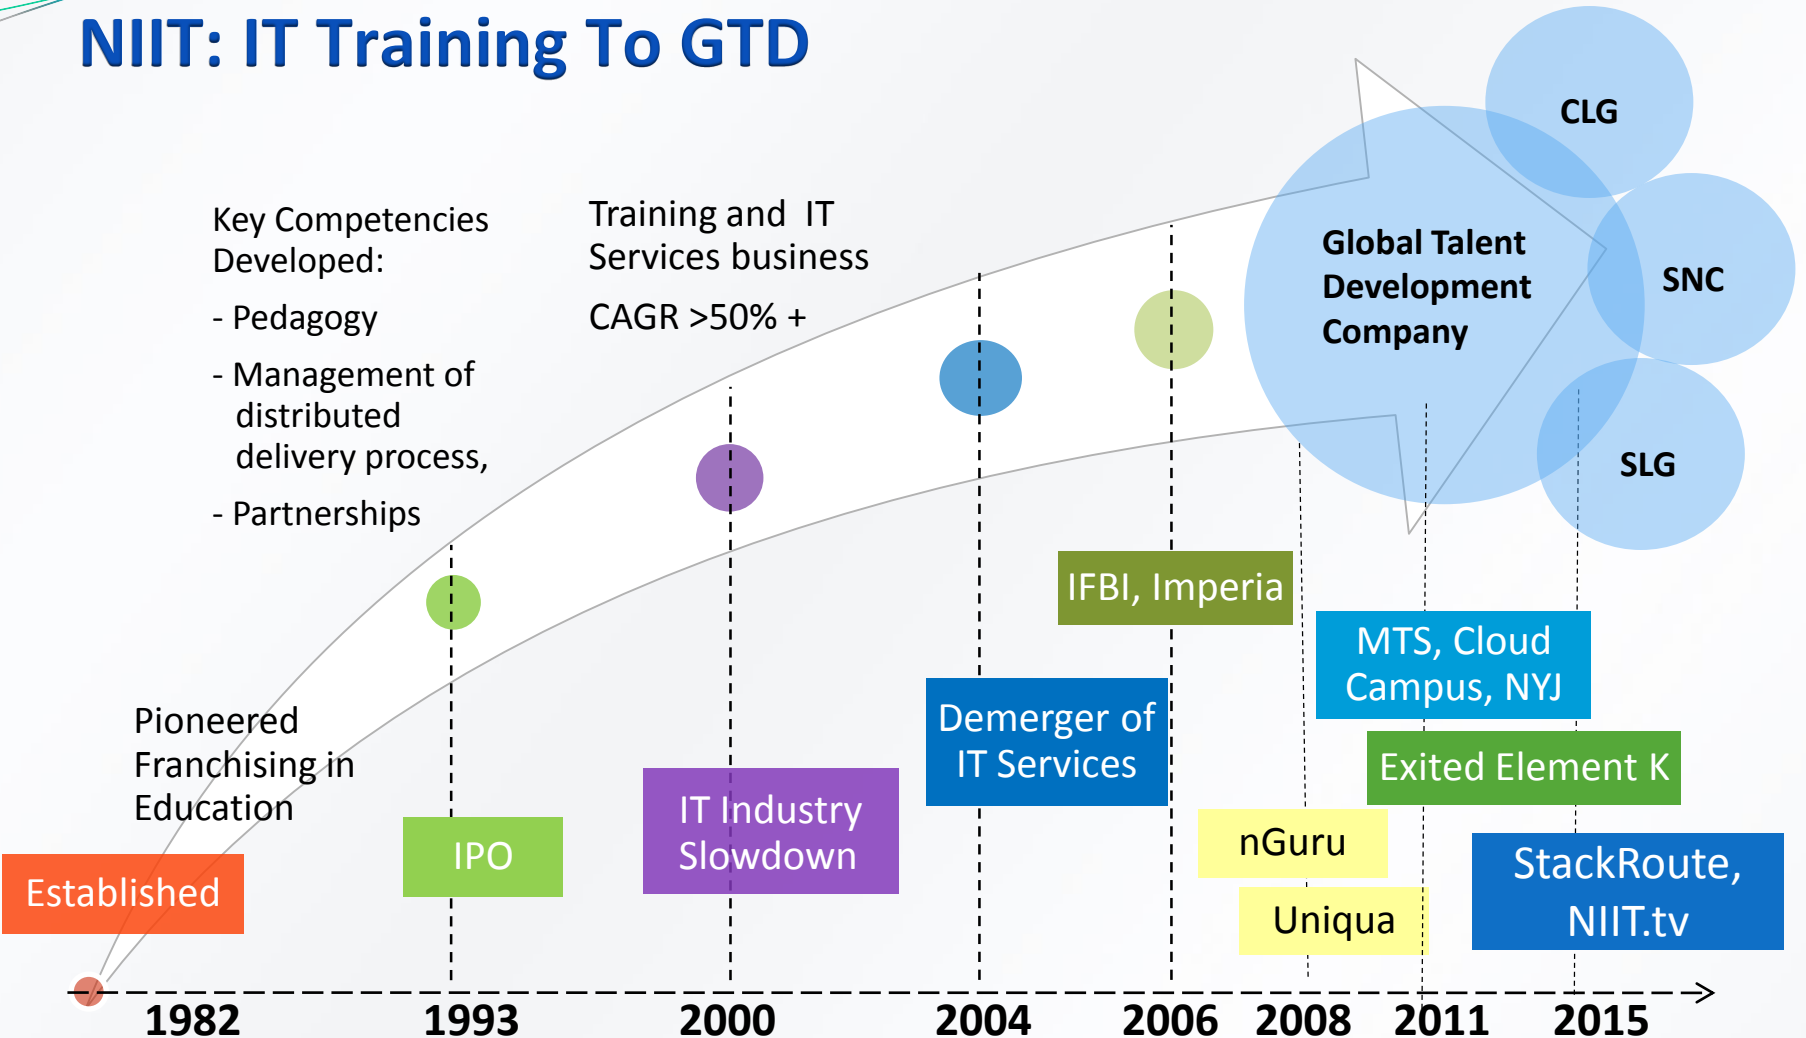 NIIT: IT Training To GTD
Key Competencies
Developed:
- Pedagogy
- Management of
distributed
delivery process,
- Partnerships
Training and IT
Services business
CAGR >50% +
CLG
SNC
SLG
Global Talent
Development
Company
Pioneered
Franchising in
Education
Established
IPO
IT Industry
Slowdown
Demerger of
IT Services
IFBI, Imperia
nGuru
Uniqua
MTS, Cloud
Campus, NYJ
Exited Element K
StackRoute,
NIIT.tv
1982 1993 2000 2004 2006 2008 2011 2015